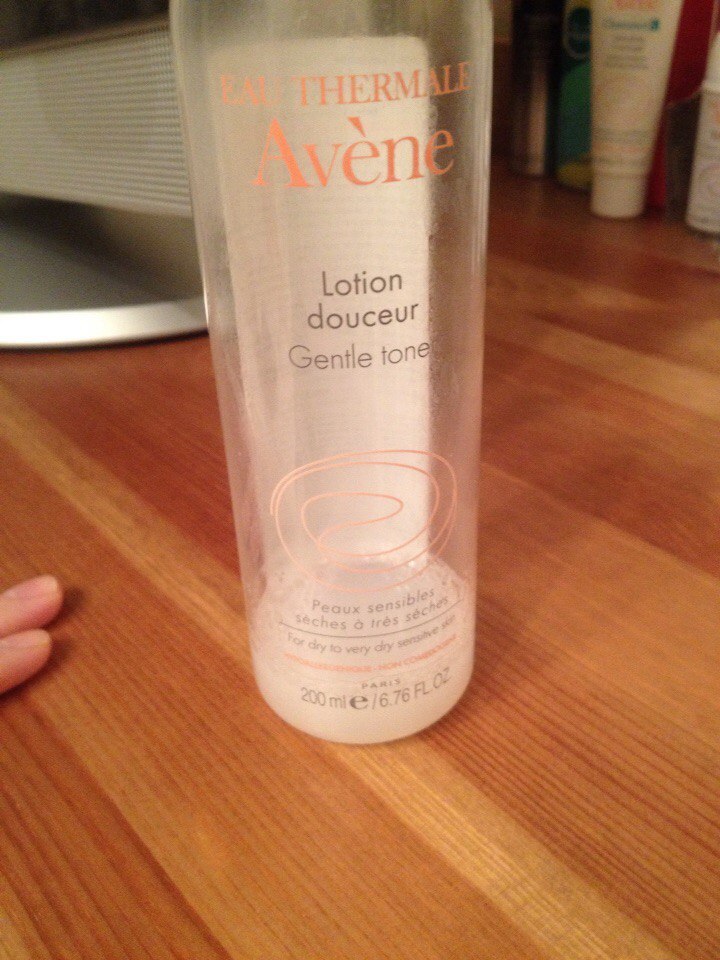 EAU THERMALE
Avène
Lotion
douceur
Gentle tone
Peaux sensibles
sèches à très sèches
For dry to very dry sensitive skin
PARIS
200 ml e / 6.76 FL.OZ